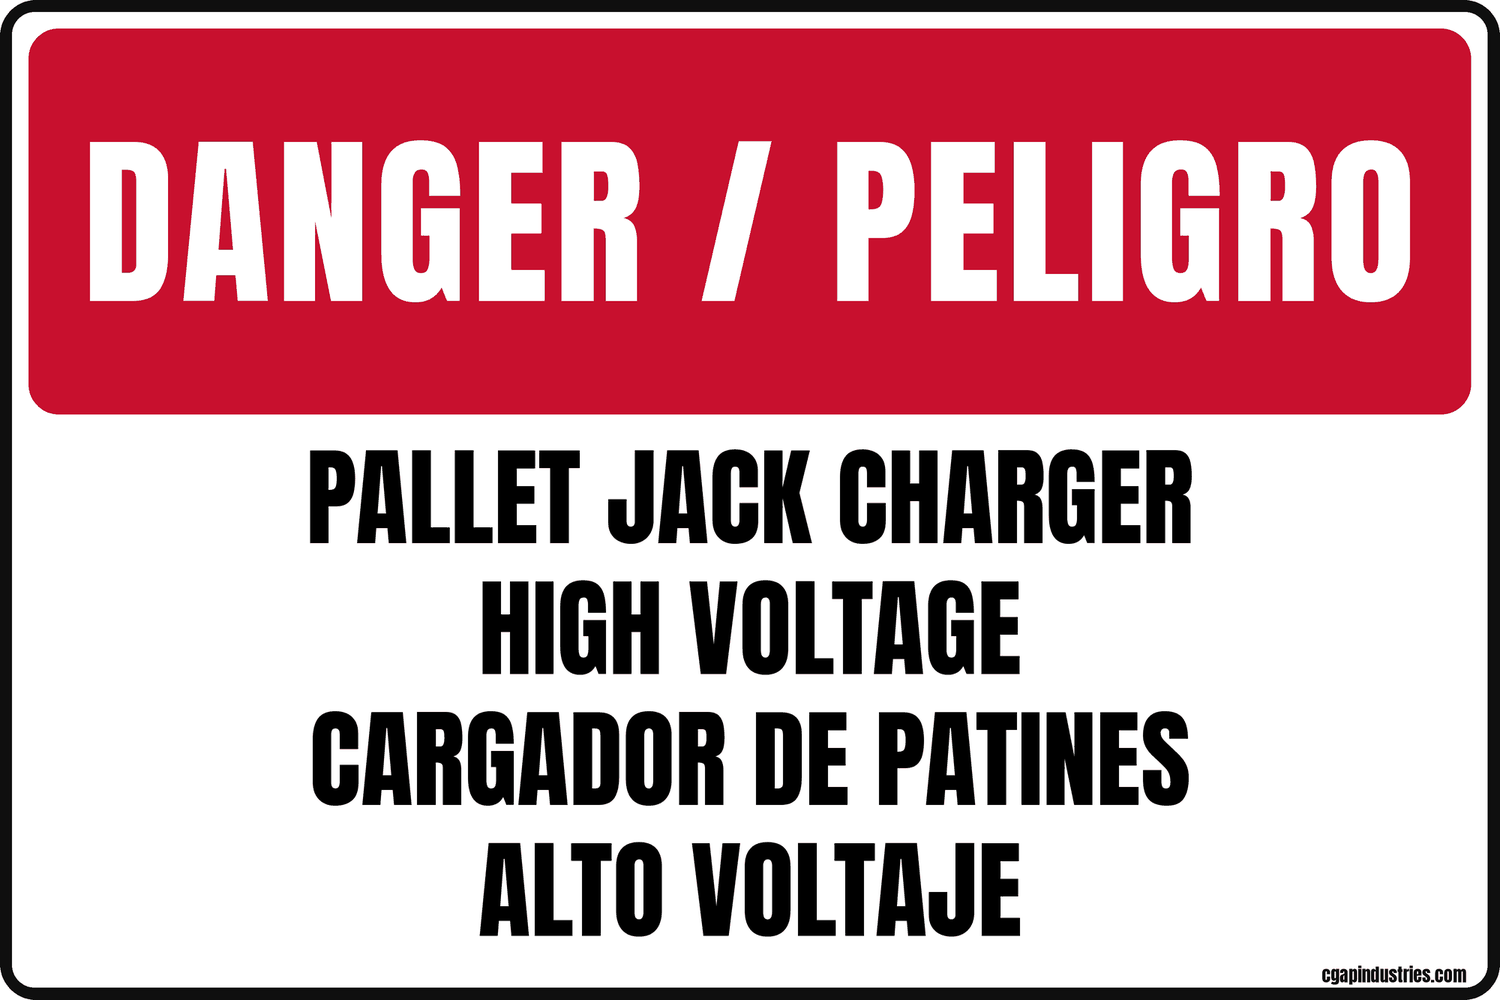 DANGER / PELIGRO
PALLET JACK CHARGER
HIGH VOLTAGE
CARGADOR DE PATINES
ALTO VOLTAJE
cgapindustries.com